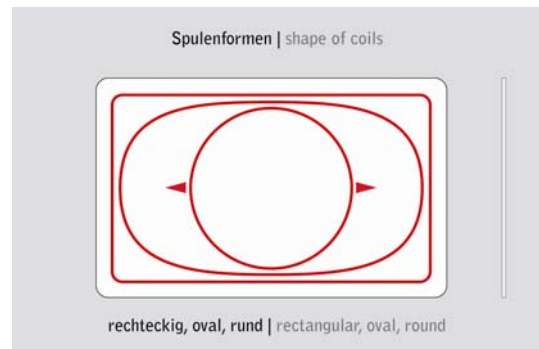 Spulenformen | shape of coils
rechteckig, oval, rund | rectangular, oval, round